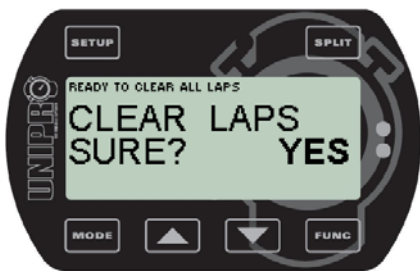 SETUP
SPLIT
READY TO CLEAR ALL LAPS
CLEAR LAPS
SURE? YES
UNIPRO
MODE
FUNC